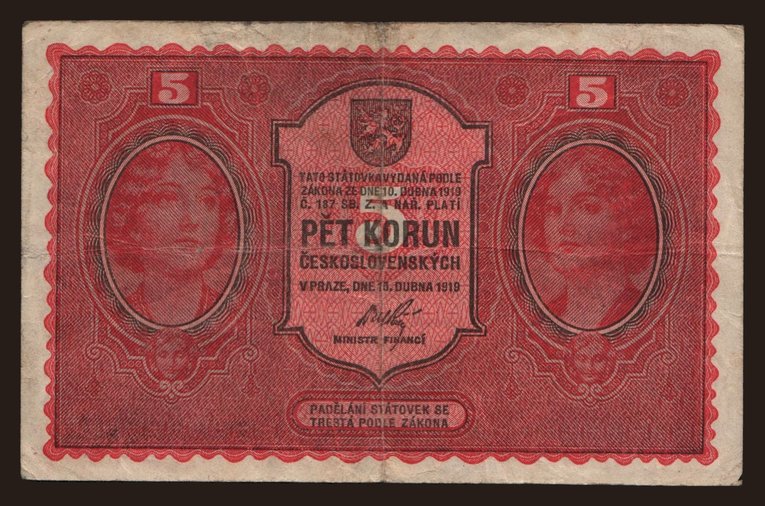 5
5
TATO STÁTOVKA VYDANÁ PODLE
ZÁKONA ZE DNE 10. DUBNA 1919
Č. 187 SB. Z. A NAŘ. PLATÍ
5
PĚT KORUN
ČESKOSLOVENSKÝCH
V PRAZE, DNE 15. DUBNA 1919
MINISTR FINANCÍ
PADĚLÁNÍ STÁTOVEK SE
TRESTÁ PODLE ZÁKONA